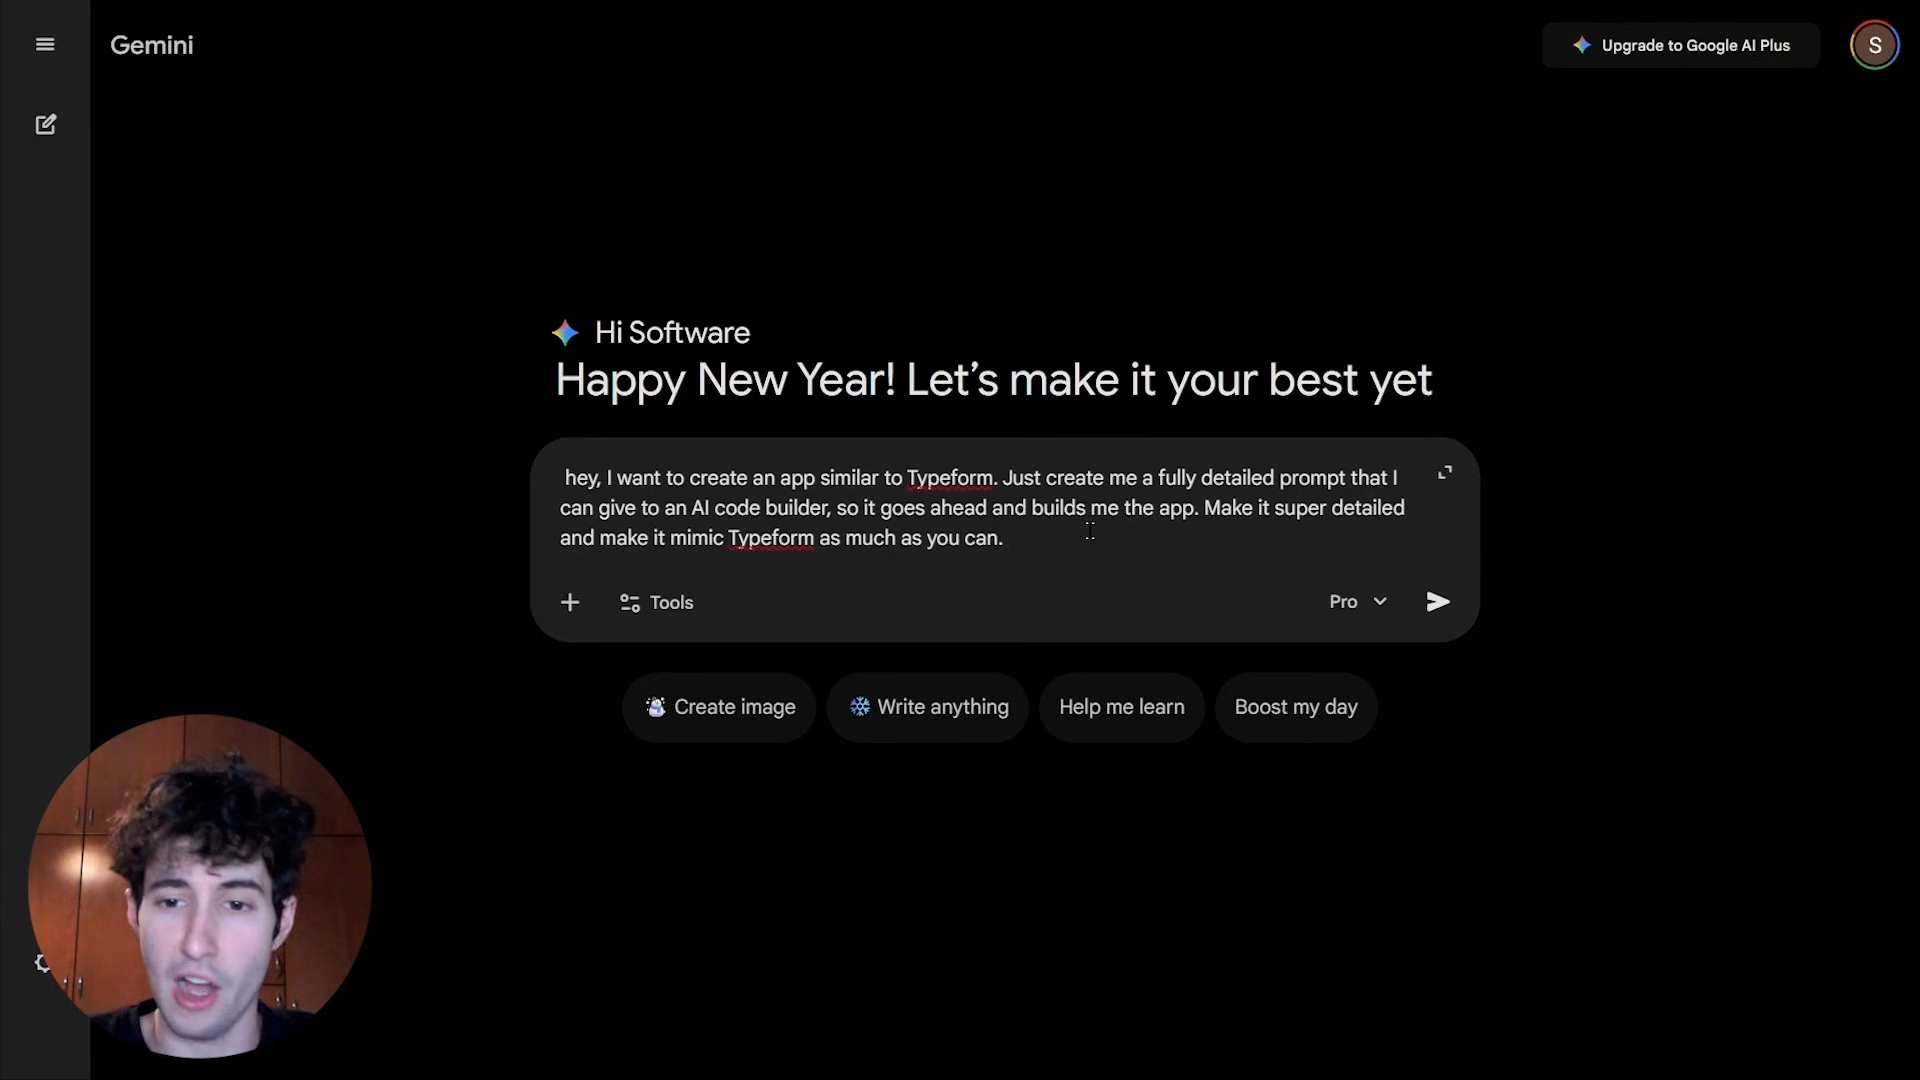 Gemini
Upgrade to Google AI Plus
S
Hi Software
Happy New Year! Let’s make it your best yet
hey, I want to create an app similar to Typeform. Just create me a fully detailed prompt that I
can give to an AI code builder, so it goes ahead and builds me the app. Make it super detailed
and make it mimic Typeform as much as you can.
Tools
Pro
Create image
Write anything
Help me learn
Boost my day